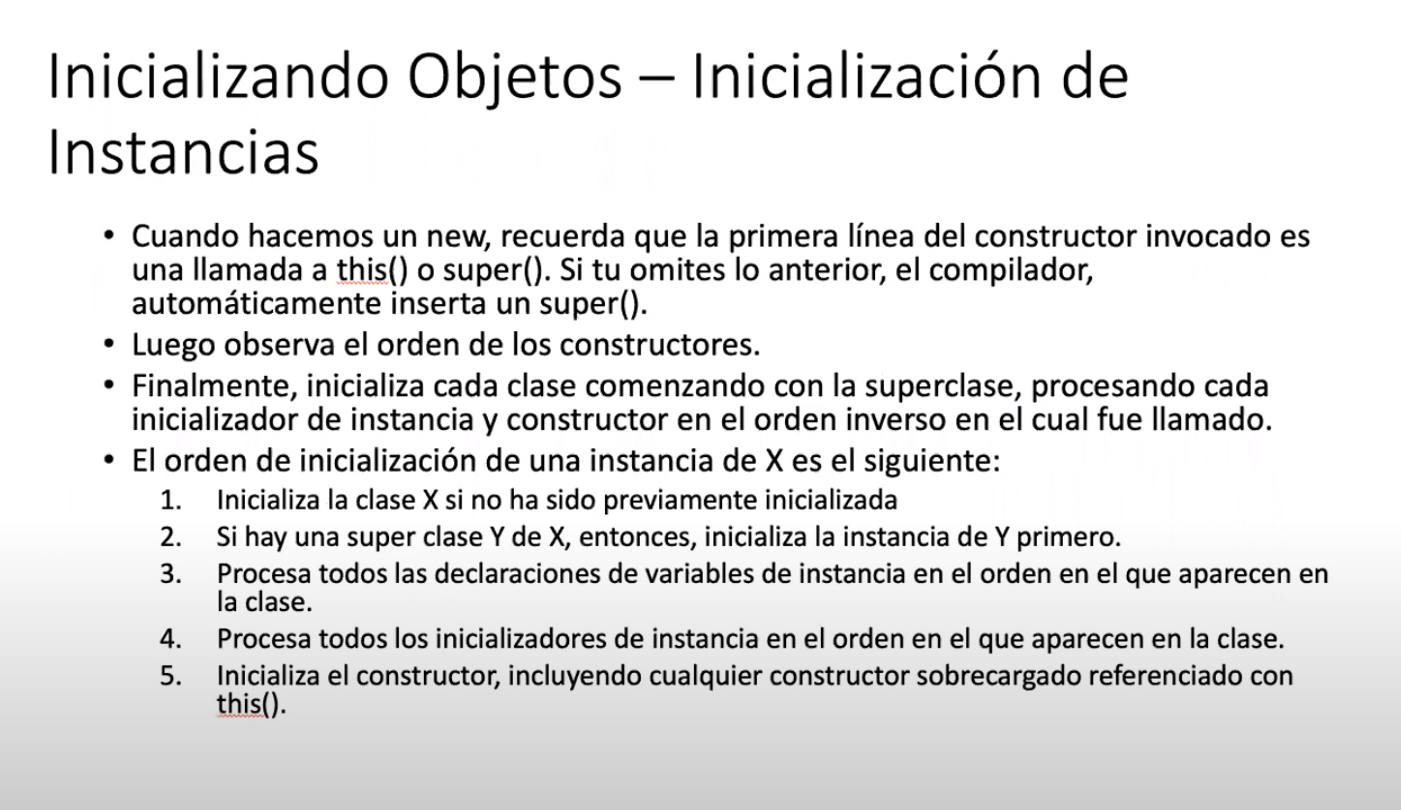 Inicializando Objetos – Inicialización de
Instancias
• Cuando hacemos un new, recuerda que la primera línea del constructor invocado es
una llamada a this() o super(). Si tu omites lo anterior, el compilador,
automáticamente inserta un super().
• Luego observa el orden de los constructores.
• Finalmente, inicializa cada clase comenzando con la superclase, procesando cada
inicializador de instancia y constructor en el orden inverso en el cual fue llamado.
• El orden de inicialización de una instancia de X es el siguiente:
1. Inicializa la clase X si no ha sido previamente inicializada
2. Si hay una super clase Y de X, entonces, inicializa la instancia de Y primero.
3. Procesa todos las declaraciones de variables de instancia en el orden en el que aparecen en
la clase.
4. Procesa todos los inicializadores de instancia en el orden en el que aparecen en la clase.
5. Inicializa el constructor, incluyendo cualquier constructor sobrecargado referenciado con
this().